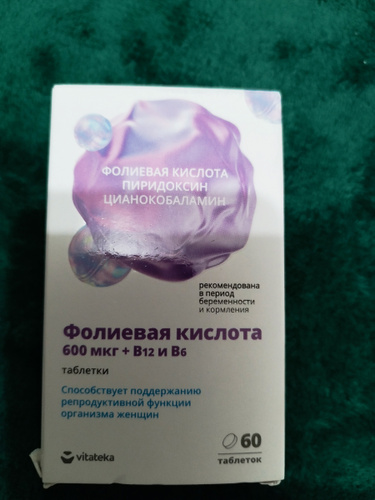 ФОЛИЕВАЯ КИСЛОТА
ПИРИДОКСИН
ЦИАНОКОБАЛАМИН
рекомендована
в период
беременности
и кормления
Фолиевая кислота
600 мкг + B12 и B6
таблетки
Способствует поддержанию
репродуктивной функции
организма женщин
vitateka
60
таблеток